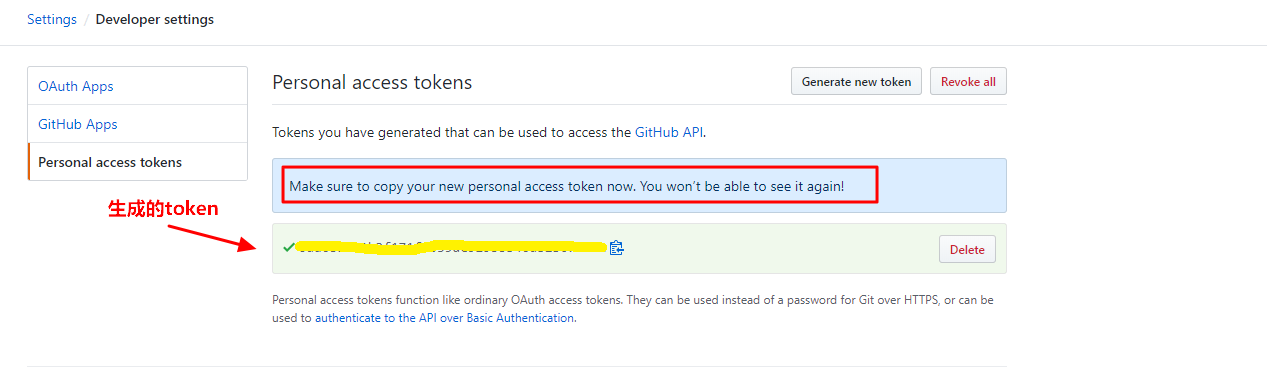 Settings / Developer settings
OAuth Apps
GitHub Apps
Personal access tokens
Personal access tokens
Generate new token
Revoke all
Tokens you have generated that can be used to access the GitHub API.
Make sure to copy your new personal access token now. You won't be able to see it again!
生成的token
Delete
Personal access tokens function like ordinary OAuth access tokens. They can be used instead of a password for Git over HTTPS, or can be
used to authenticate to the API over Basic Authentication.